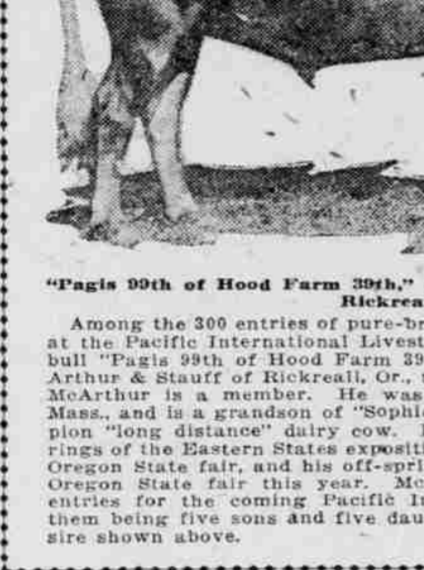 "Pagis 99th of Hood Farm 39th,"
Rickrea
Among the 300 entries of pure-br
at the Pacific International Livest
bull "Pagis 99th of Hood Farm 39
Arthur & Stauff of Rickreall, Or.,
McArthur is a member. He was
Mass., and is a grandson of "Sophie
pion "long distance" dairy cow.
rings of the Eastern States expositi
Oregon State fair, and his off-spri
Oregon State fair this year. Mc
entries for the coming Pacific In
them being five sons and five dau
sire shown above.